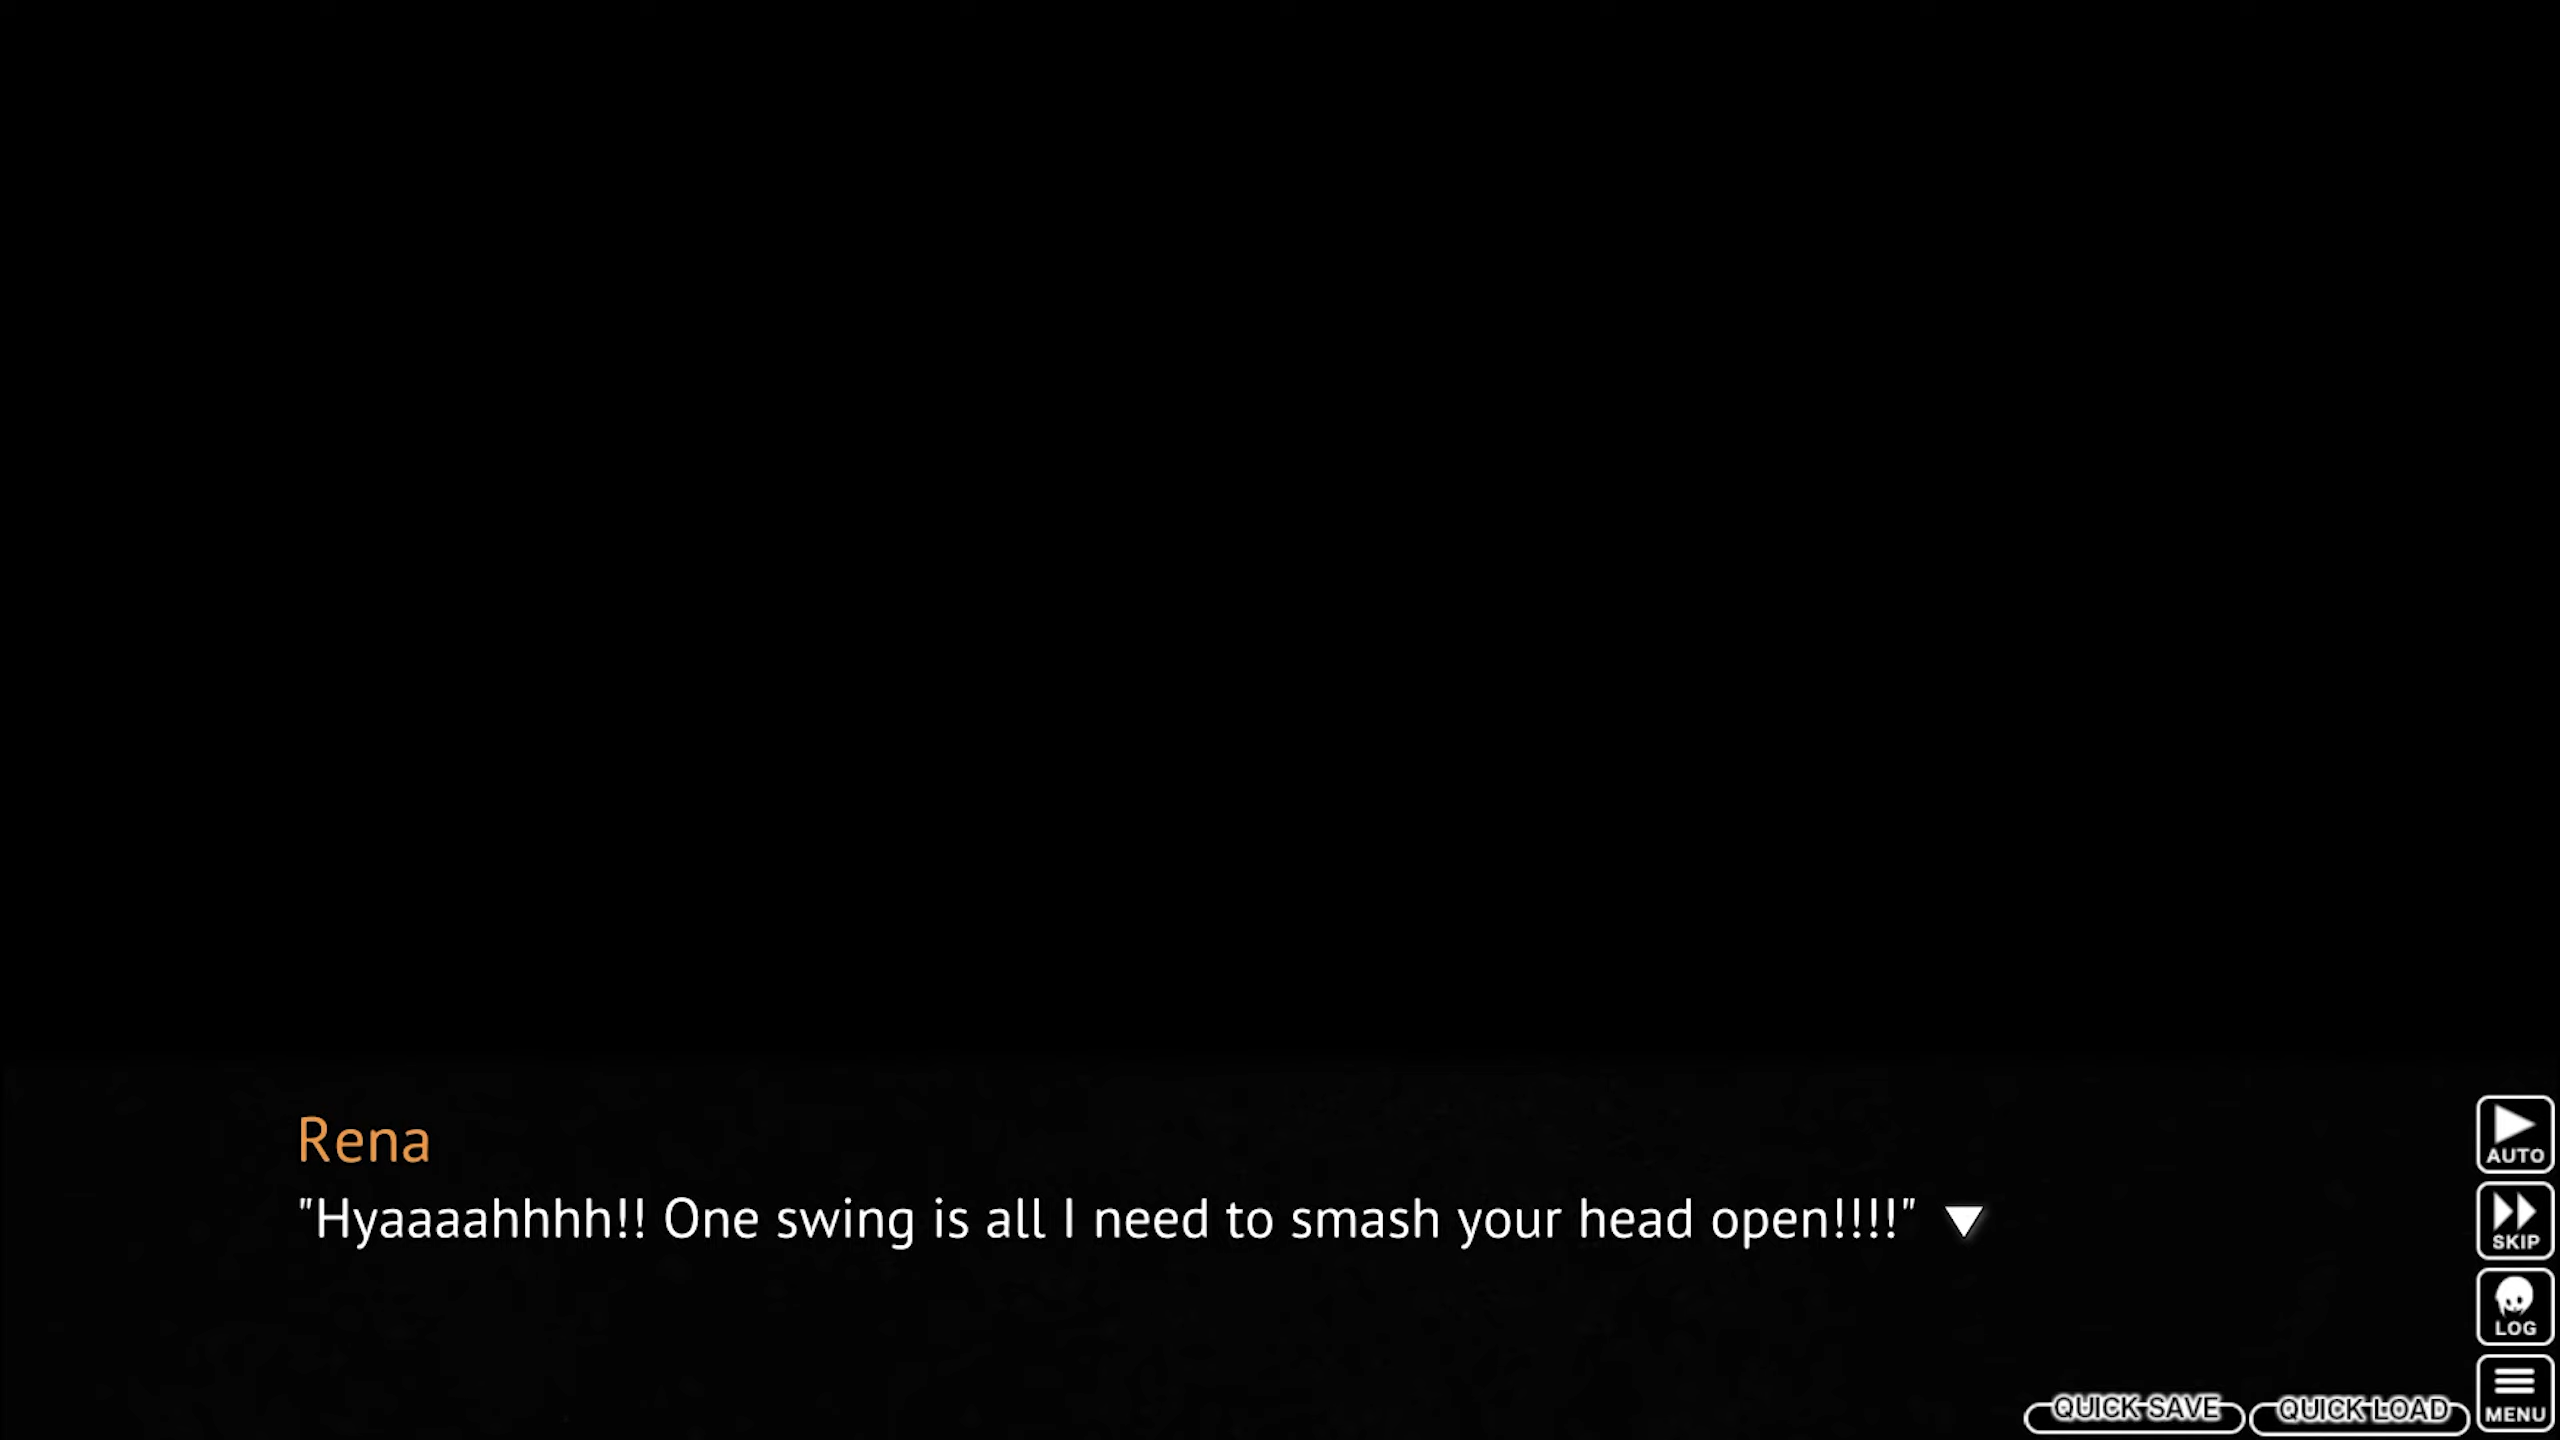 Rena
"Hyaaaahhhh!! One swing is all I need to smash your head open!!!!"
AUTO
SKIP
LOG
MENU
QUICK SAVE
QUICK LOAD